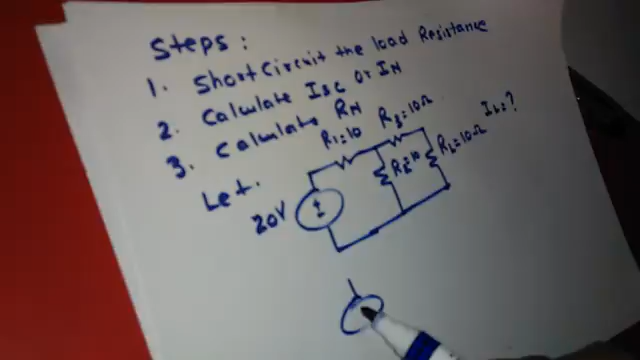 Steps:
1. Short Circuit the load Resistance
2. Calculate ISC or IN
3. Calculate RN
Let.
R1=10 R3=10Ω IL=?
20V R2=10 RL=10Ω